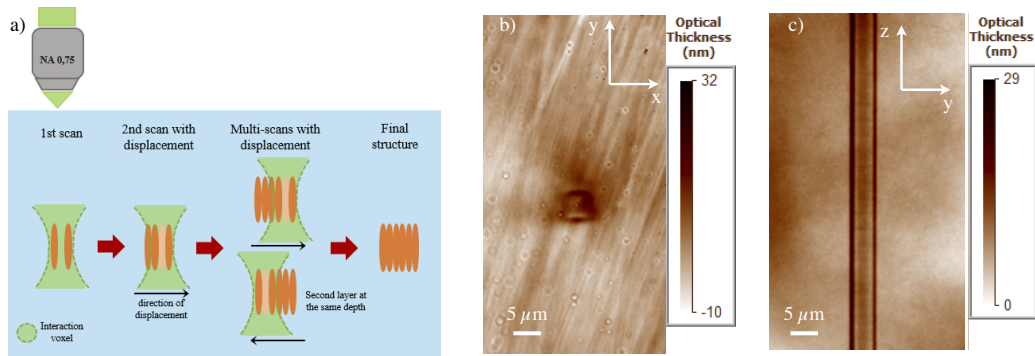 a)
NA 0,75
1st scan
2nd scan with
displacement
Multi-scans with
displacement
Final
structure
direction of
displacement
Second layer at
the same depth
Interaction
voxel
b)
y
x
5 µm
Optical
Thickness
(nm)
32
-10
c)
z
y
5 µm
Optical
Thickness
(nm)
29
0